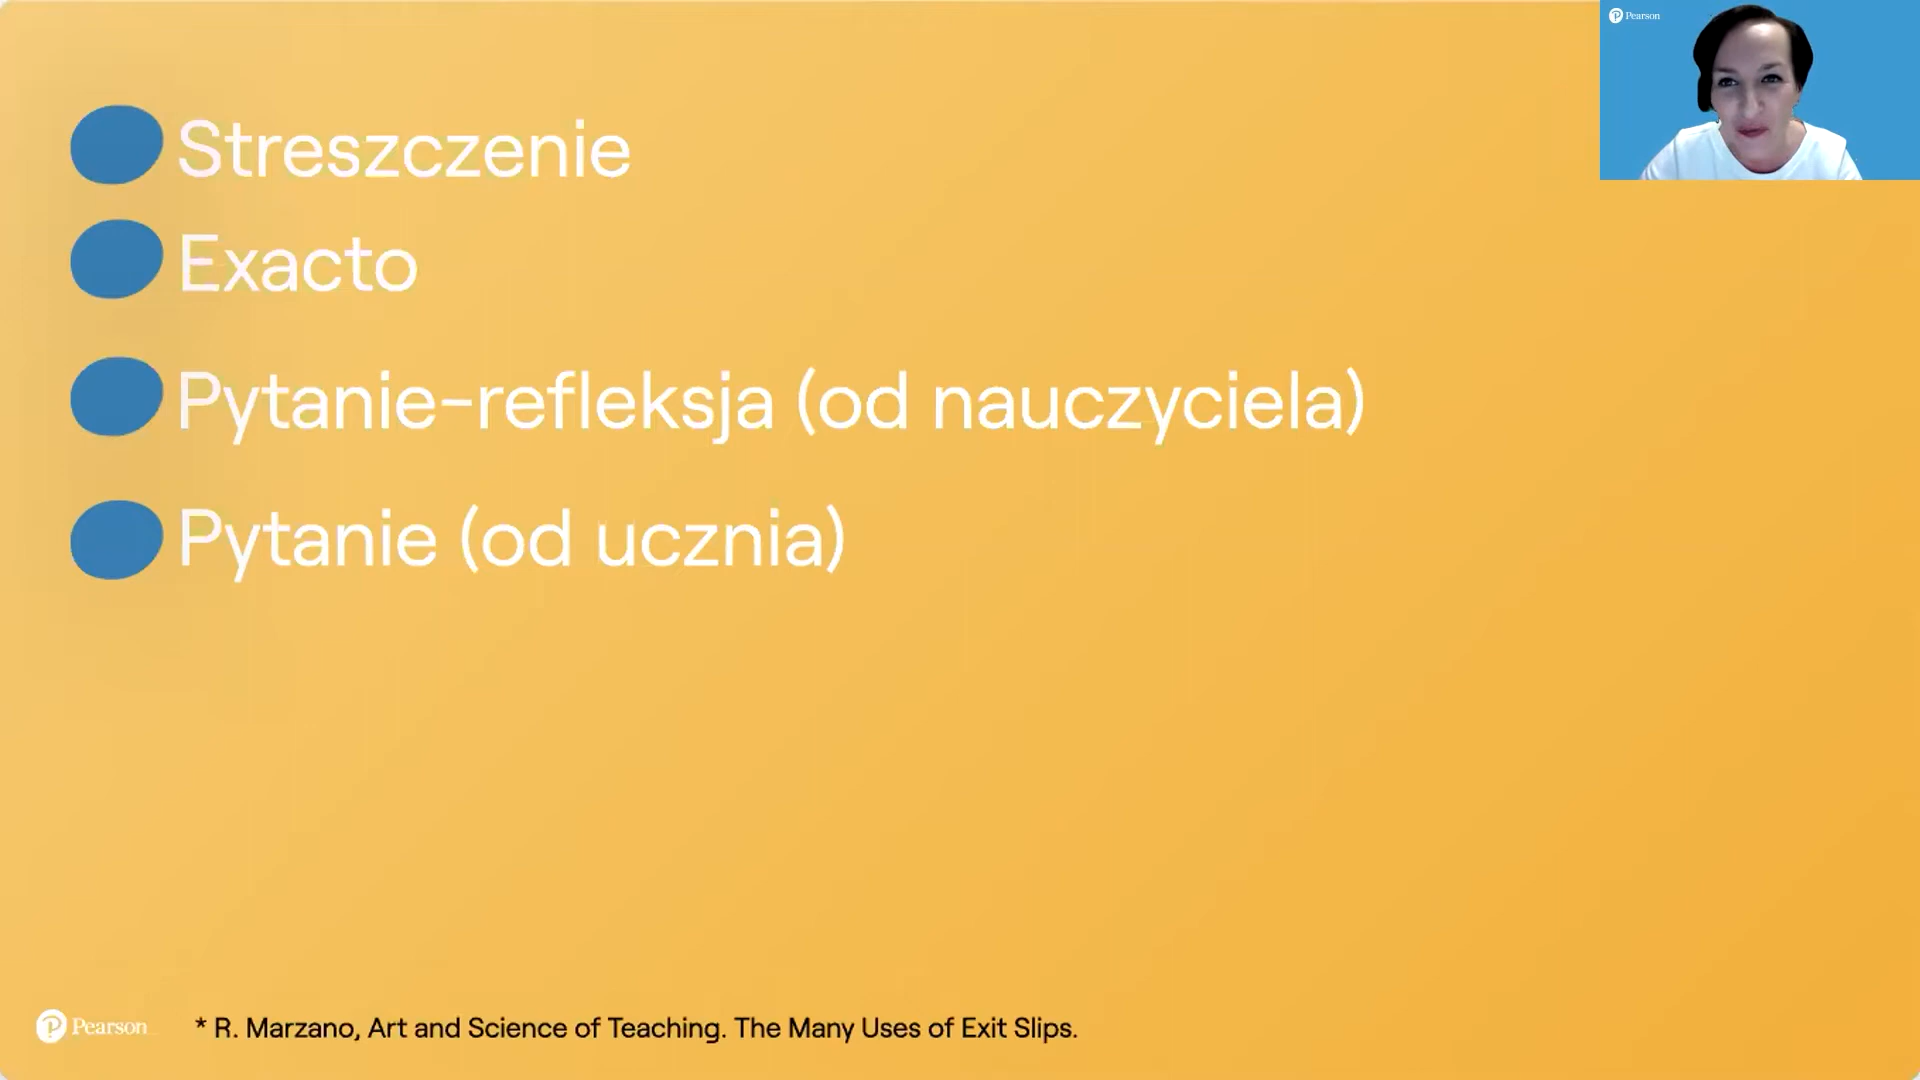 Pearson
Streszczenie
Exacto
Pytanie-refleksja (od nauczyciela)
Pytanie (od ucznia)
Pearson
* R. Marzano, Art and Science of Teaching. The Many Uses of Exit Slips.